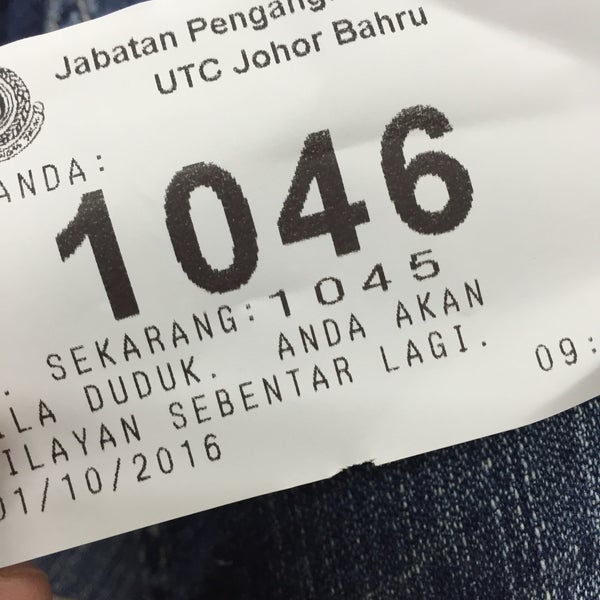 Jabatan Pengang
UTC Johor Bahru
ANDA:
1046
. SEKARANG:1045
LA DUDUK. ANDA AKAN
ILAYAN SEBENTAR LAGI.
01/10/2016 09: